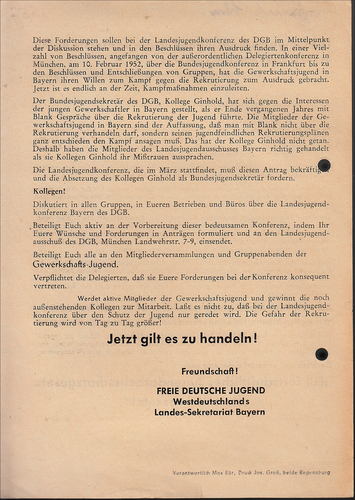 Diese Forderungen sollen bei der Landesjugendkonferenz des DGB im Mittelpunkt
der Diskussion stehen und in den Beschlüssen ihren Ausdruck finden. In einer Viel-
zahl von Beschlüssen, angefangen von der außerordentlichen Delegiertenkonferenz in
München, am 10. Februar 1952, über die Bundesjugendkonferenz in Frankfurt bis zu
den Beschlüssen und Entschließungen von Gruppen, hat die Gewerkschaftsjugend in
Bayern ihren Willen zum Kampf gegen die Rekrutierung zum Ausdruck gebracht.
Jetzt ist es endlich an der Zeit, Kampfmaßnahmen einzuleiten.
Der Bundesjugendsekretär des DGB, Kollege Ginhold, hat sich gegen die Interessen
der jungen Gewerkschaftler in Bayern gestellt, als er Ende vergangenen Jahres mit
Blank Gespräche über die Rekrutierung der Jugend führte. Die Mitglieder der Ge-
werkschaftsjugend in Bayern sind der Auffassung, daß man mit Blank nicht über die
Rekrutierung verhandeln darf, sondern seinen jugendfeindlichen Rekrutierungsplänen
ganz entschieden den Kampf ansagen muß. Das hat der Kollege Ginhold nicht getan.
Deshalb haben die Mitglieder des Landesjugendausschusses Bayern richtig gehandelt
als sie Kollegen Ginhold ihr Mißtrauen aussprachen.
Die Landesjugendkonferenz, die im März stattfindet, muß diesen Antrag bekräftigen
und die Absetzung des Kollegen Ginhold als Bundesjugendsekretär fordern.
Kollegen!
Diskutiert in allen Gruppen, in Eueren Betrieben und Büros über die Landesjugend-
konferenz Bayern des DGB.
Beteiligt Euch aktiv an der Vorbereitung dieser bedeutsamen Konferenz, indem Ihr
Euere Wünsche und Forderungen in Anträgen formuliert und an den Landesjugend-
ausschuß des DGB, München Landwehrstr. 7-9, einsendet.
Beteiligt Euch alle an den Mitgliederversammlungen und Gruppenabenden der
Gewerkschafts-Jugend.
Verpflichtet die Delegierten, daß sie Euere Forderungen bei der Konferenz konsequent
vertreten.
Werdet aktive Mitglieder der Gewerkschaftsjugend und gewinnt die noch
außenstehenden Kollegen zur Mitarbeit. Laßt es nicht zu, daß bei der Landesjugend-
konferenz über den Schutz der Jugend nur geredet wird. Die Gefahr der Rekru-
tierung wird von Tag zu Tag größer!
Jetzt gilt es zu handeln!
Freundschaft!
FREIE DEUTSCHE JUGEND
Westdeutschlands
Landes-Sekretariat Bayern
Verantwortlich Max Bär, Druck Jos. Groß, beide Regensburg